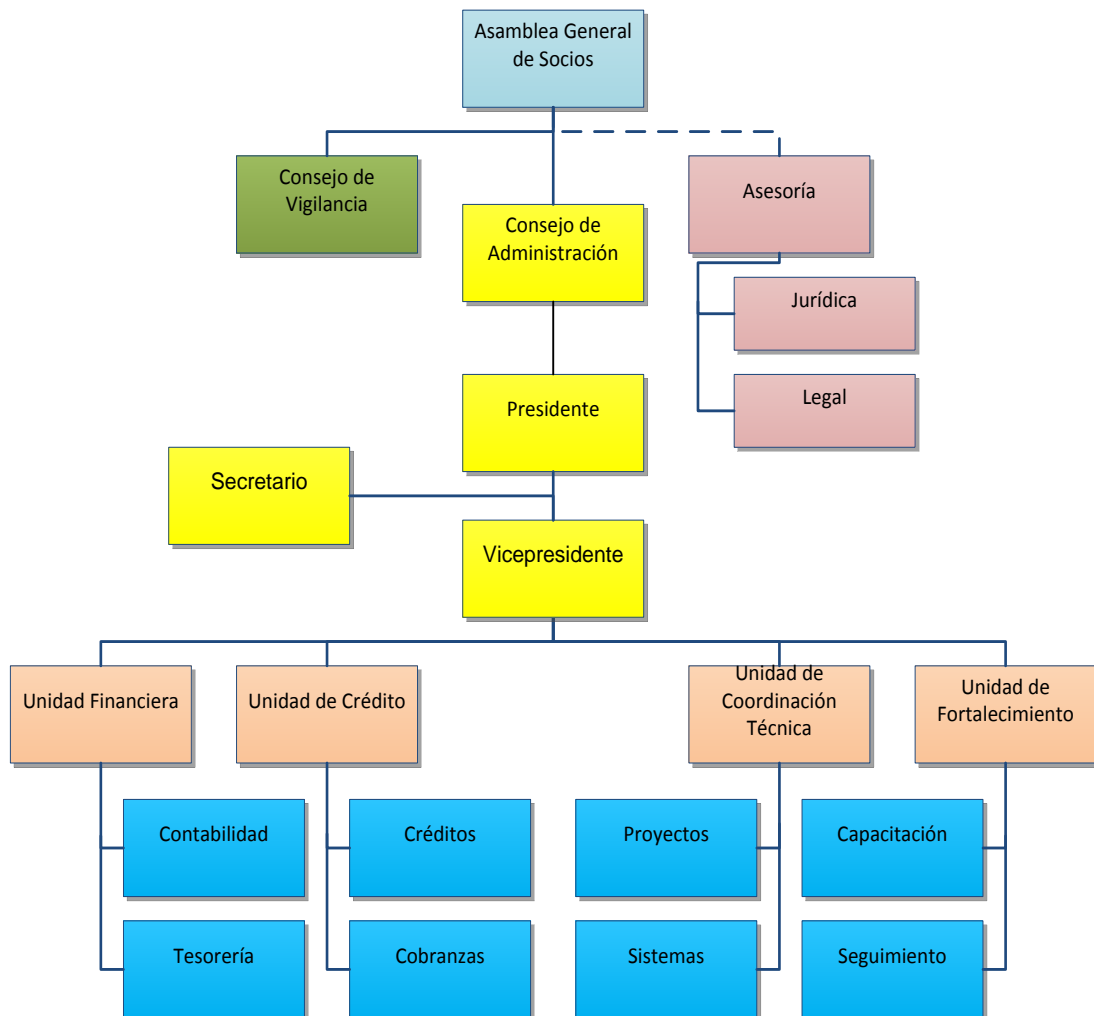 Asamblea General
de Socios
Consejo de
Vigilancia
Asesoría
Consejo de
Administración
Jurídica
Presidente
Legal
Secretario
Vicepresidente
Unidad Financiera
Unidad de Crédito
Unidad de
Coordinación
Técnica
Unidad de
Fortalecimiento
Contabilidad
Créditos
Proyectos
Capacitación
Tesorería
Cobranzas
Sistemas
Seguimiento